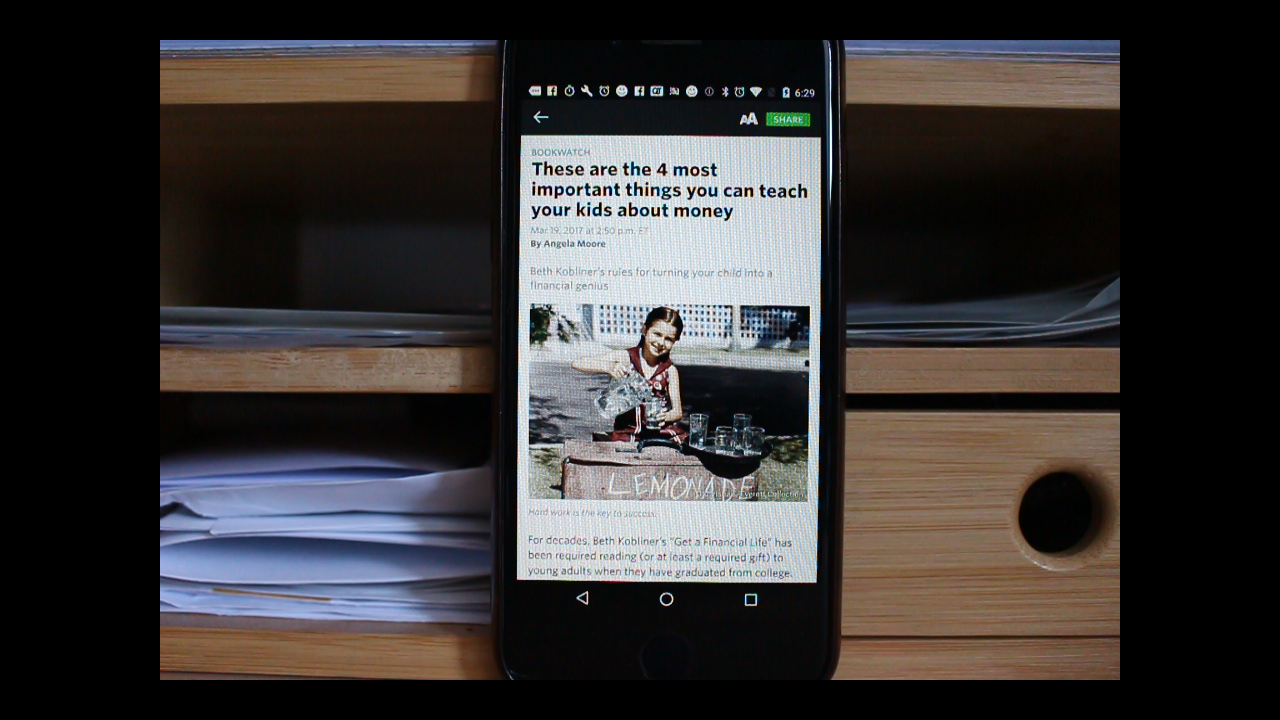 6:29
SHARE
BOOKWATCH
These are the 4 most
important things you can teach
your kids about money
Mar 19, 2017 at 2:50 p.m. ET
By Angela Moore
Beth Kobliner's rules for turning your child into a
financial genius
LEMONADE
Everett Collection
Hard work is the key to success.
For decades, Beth Kobliner's "Get a Financial Life" has
been required reading (or at least a required gift) to
young adults when they have graduated from college.